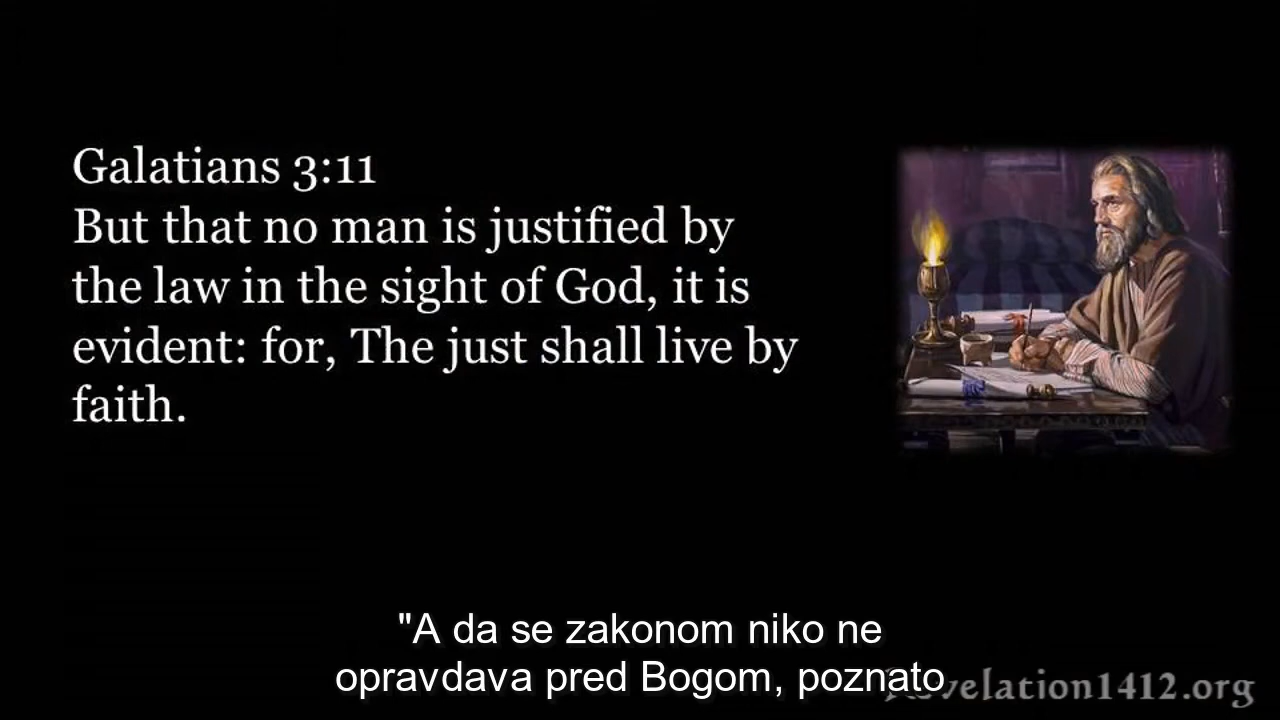 Galatians 3:11
But that no man is justified by
the law in the sight of God, it is
evident: for, The just shall live by
faith.
"A da se zakonom niko ne
opravdava pred Bogom, poznato
Revelation1412.org